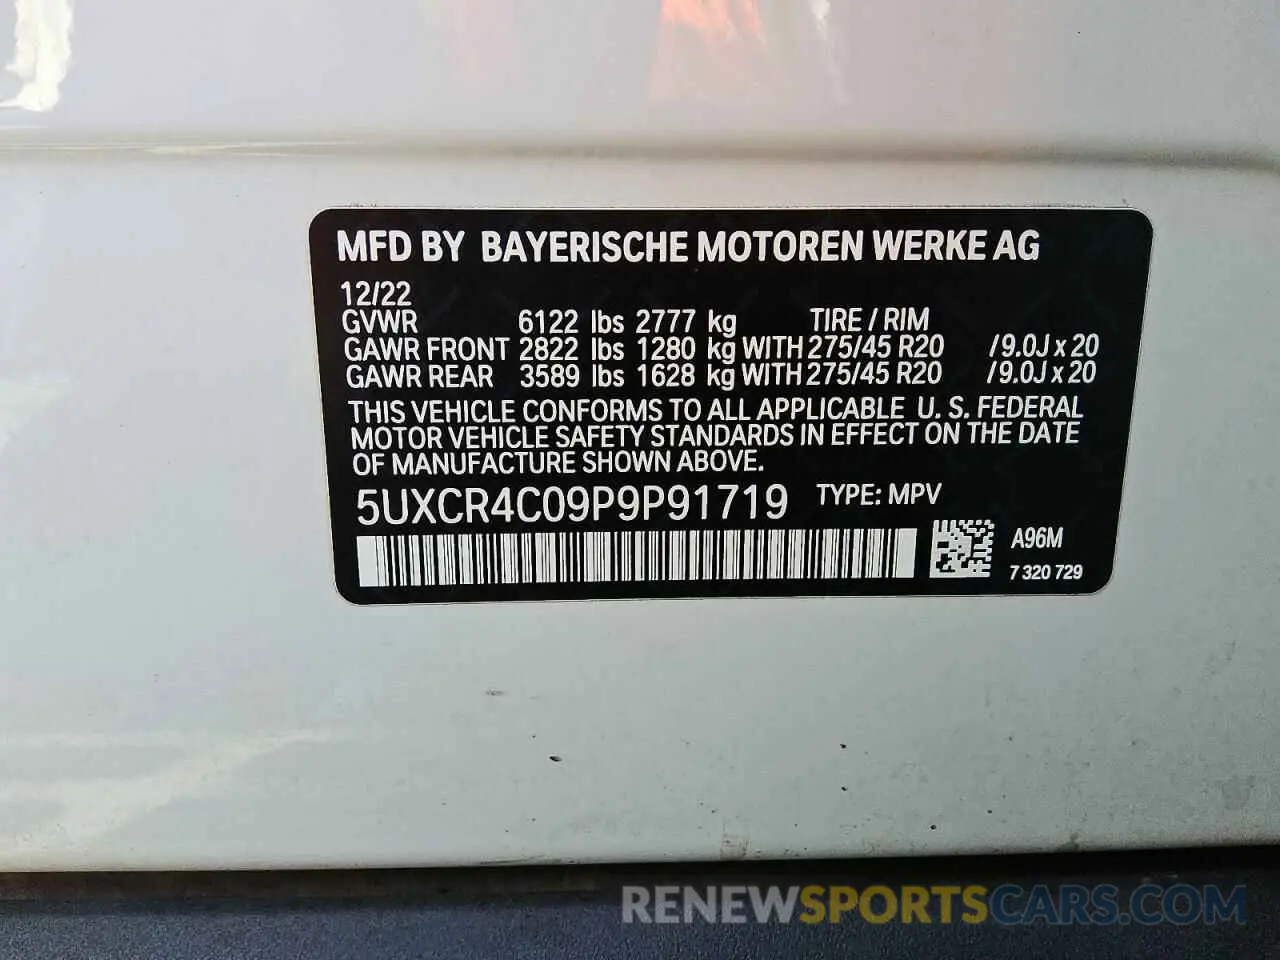 MFD BY BAYERISCHE MOTOREN WERKE AG
12/22
GVWR 6122 lbs 2777 kg TIRE / RIM
GAWR FRONT 2822 lbs 1280 kg WITH 275/45 R20 /9.0J x 20
GAWR REAR 3589 lbs 1628 kg WITH 275/45 R20 /9.0J x 20
THIS VEHICLE CONFORMS TO ALL APPLICABLE U. S. FEDERAL
MOTOR VEHICLE SAFETY STANDARDS IN EFFECT ON THE DATE
OF MANUFACTURE SHOWN ABOVE.
5UXCR4C09P9P91719 TYPE: MPV
A96M
7 320 729
RENEWSPORTSCARS.COM